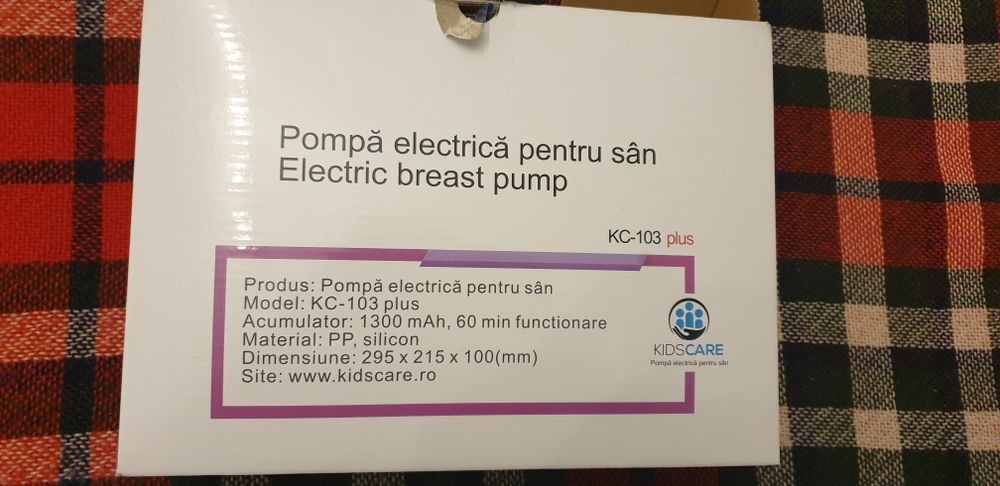 Pompă electrică pentru sân
Electric breast pump
KC-103 plus
Produs: Pompă electrică pentru sân
Model: KC-103 plus
Acumulator: 1300 mAh, 60 min functionare
Material: PP, silicon
Dimensiune: 295 x 215 x 100(mm)
Site: www.kidscare.ro
KIDSCARE
Pompă electrică pentru sân